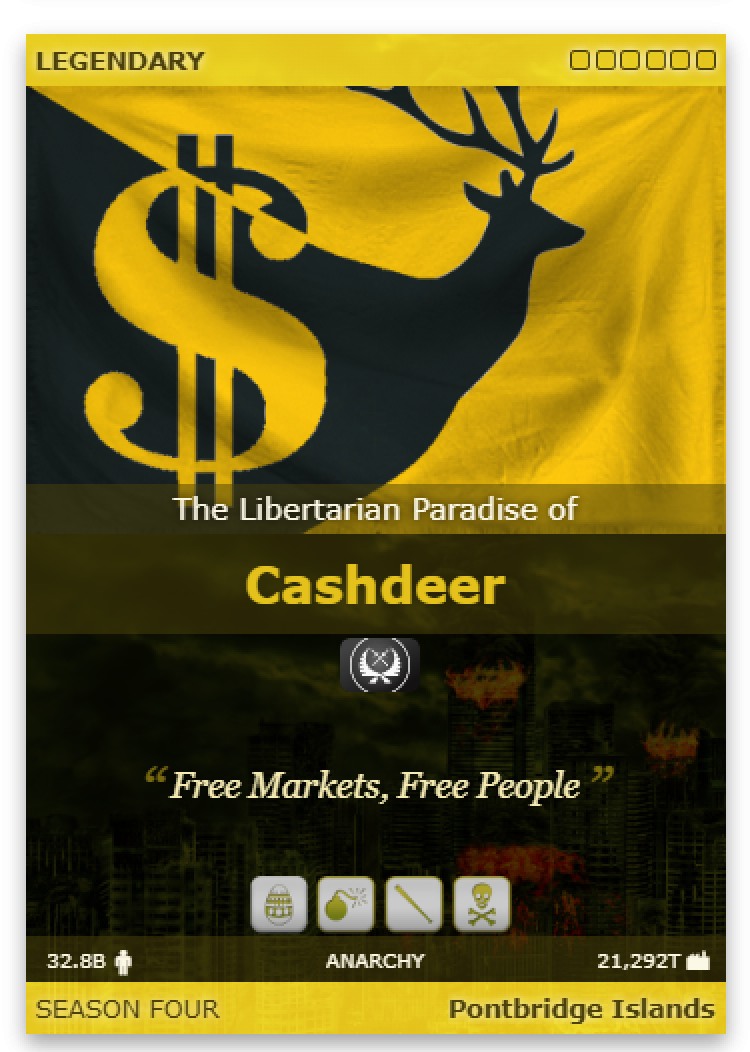 LEGENDARY
$
The Libertarian Paradise of
Cashdeer
“Free Markets, Free People”
32.8B ANARCHY 21,292T
SEASON FOUR Pontbridge Islands